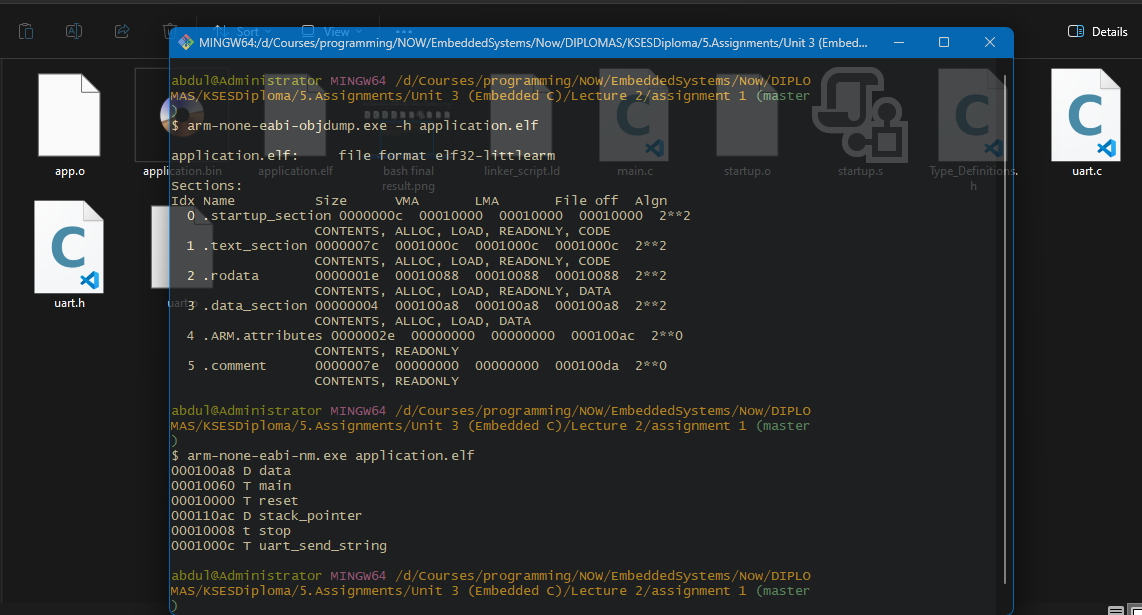 Sort
View
Details
MINGW64:/d/Courses/programming/NOW/EmbeddedSystems/Now/DIPLOMAS/KSESDiploma/5.Assignments/Unit 3 (Embed...
abdul@Administrator MINGW64 /d/Courses/programming/NOW/EmbeddedSystems/Now/DIPLO
MAS/KSESDiploma/5.Assignments/Unit 3 (Embedded C)/Lecture 2/assignment 1 (master
)
$ arm-none-eabi-objdump.exe -h application.elf
application.elf:     file format elf32-littlearm
app.o
application.bin
application.elf
bash final
result.png
linker_script.ld
main.c
startup.o
startup.s
Type_Definitions.
h
uart.c
Sections:
Idx Name          Size      VMA       LMA       File off  Algn
  0 .startup_section 0000000c  00010000  00010000  00010000  2**2
                  CONTENTS, ALLOC, LOAD, READONLY, CODE
  1 .text_section 0000007c  0001000c  0001000c  0001000c  2**2
                  CONTENTS, ALLOC, LOAD, READONLY, CODE
  2 .rodata       0000001e  00010088  00010088  00010088  2**2
                  CONTENTS, ALLOC, LOAD, READONLY, DATA
  3 .data_section 00000004  000100a8  000100a8  000100a8  2**2
                  CONTENTS, ALLOC, LOAD, DATA
  4 .ARM.attributes 0000002e  00000000  00000000  000100ac  2**0
                  CONTENTS, READONLY
  5 .comment      0000007e  00000000  00000000  000100da  2**0
                  CONTENTS, READONLY
uart.h
uart.o
abdul@Administrator MINGW64 /d/Courses/programming/NOW/EmbeddedSystems/Now/DIPLO
MAS/KSESDiploma/5.Assignments/Unit 3 (Embedded C)/Lecture 2/assignment 1 (master
)
$ arm-none-eabi-nm.exe application.elf
000100a8 D data
00010060 T main
00010000 T reset
000110ac D stack_pointer
00010008 t stop
0001000c T uart_send_string
abdul@Administrator MINGW64 /d/Courses/programming/NOW/EmbeddedSystems/Now/DIPLO
MAS/KSESDiploma/5.Assignments/Unit 3 (Embedded C)/Lecture 2/assignment 1 (master
)